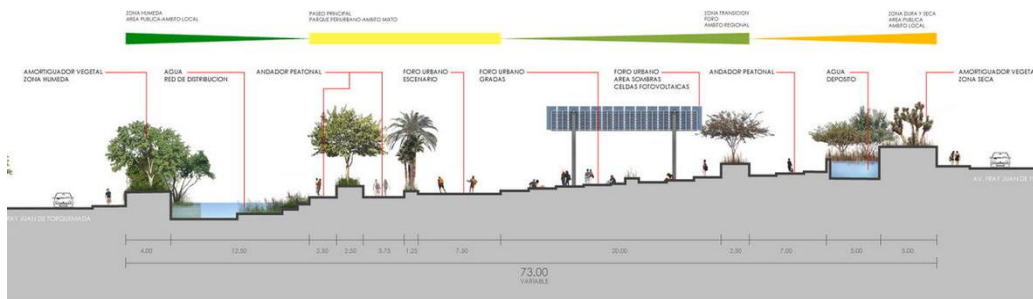 ZONA HUMEDA
AREA PUBLICA-AMBITO LOCAL
PASEO PRINCIPAL
PARQUE PERIURBANO-AMBITO MIXTO
ZONA TRANSICION
FORO
AMBITO-REGIONAL
ZONA DURA Y SECA
AREA PUBLICA
AMBITO LOCAL
AMORTIGUADOR VEGETAL
ZONA HUMEDA
AGUA
RED DE DISTRIBUCION
ANDADOR PEATONAL
FORO URBANO
ESCENARIO
FORO URBANO
GRADAS
FORO URBANO
AREA SOMBRAS
CELDAS FOTOVOLTAICAS
ANDADOR PEATONAL
AGUA
DEPOSITO
AMORTIGUADOR VEGETA
ZONA SECA
FRAY JUAN DE TORQUEMADA
AV. FRAY JUAN DE T
4.00
12.50
2.50
3.75
1.25
7.50
20.00
2.50
7.00
5.00
5.00
73.00
VARIABLE